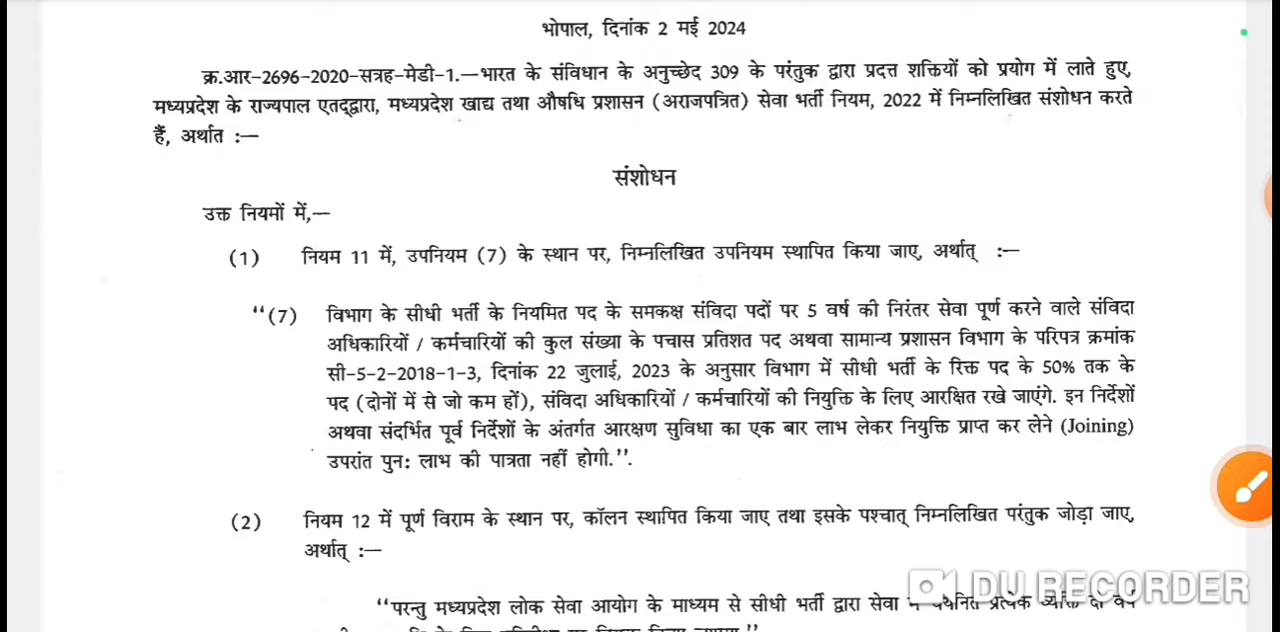 भोपाल, दिनांक 2 मई 2024
क्र.आर-2696-2020-सत्रह-मेडी-1.—भारत के संविधान के अनुच्छेद 309 के परंतुक द्वारा प्रदत्त शक्तियों को प्रयोग में लाते हुए,
मध्यप्रदेश के राज्यपाल एतद्द्वारा, मध्यप्रदेश खाद्य तथा औषधि प्रशासन (अराजपत्रित) सेवा भर्ती नियम, 2022 में निम्नलिखित संशोधन करते
हैं, अर्थात :—
संशोधन
उक्त नियमों में,—
(1) नियम 11 में, उपनियम (7) के स्थान पर, निम्नलिखित उपनियम स्थापित किया जाए, अर्थात् :—
"(7) विभाग के सीधी भर्ती के नियमित पद के समकक्ष संविदा पदों पर 5 वर्ष की निरंतर सेवा पूर्ण करने वाले संविदा
अधिकारियों / कर्मचारियों की कुल संख्या के पचास प्रतिशत पद अथवा सामान्य प्रशासन विभाग के परिपत्र क्रमांक
सी-5-2-2018-1-3, दिनांक 22 जुलाई, 2023 के अनुसार विभाग में सीधी भर्ती के रिक्त पद के 50% तक के
पद (दोनों में से जो कम हों), संविदा अधिकारियों / कर्मचारियों की नियुक्ति के लिए आरक्षित रखे जाएंगे. इन निर्देशों
अथवा संदर्भित पूर्व निर्देशों के अंतर्गत आरक्षण सुविधा का एक बार लाभ लेकर नियुक्ति प्राप्त कर लेने (Joining)
उपरांत पुन: लाभ की पात्रता नहीं होगी.".
(2) नियम 12 में पूर्ण विराम के स्थान पर, कॉलन स्थापित किया जाए तथा इसके पश्चात् निम्नलिखित परंतुक जोड़ा जाए,
अर्थात् :—
"परन्तु मध्यप्रदेश लोक सेवा आयोग के माध्यम से सीधी भर्ती द्वारा सेवा में प्रत्येक व्यक्ति दो वर्ष
DU RECORDER